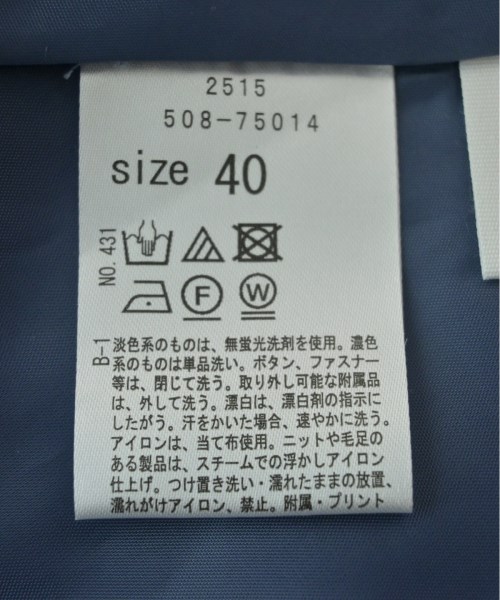 2515
508-75014
size 40
NO.431
F W
B-1
淡色系のものは、無蛍光洗剤を使用。濃色
系のものは単品洗い。ボタン、ファスナー
等は、閉じて洗う。取り外し可能な附属品
は、外して洗う。漂白は、漂白剤の指示に
したがう。汗をかいた場合、速やかに洗う。
アイロンは、当て布使用。ニットや毛足の
ある製品は、スチームでの浮かしアイロン
仕上げ。つけ置き洗い・濡れたままの放置、
濡れがけアイロン、禁止。附属・プリント